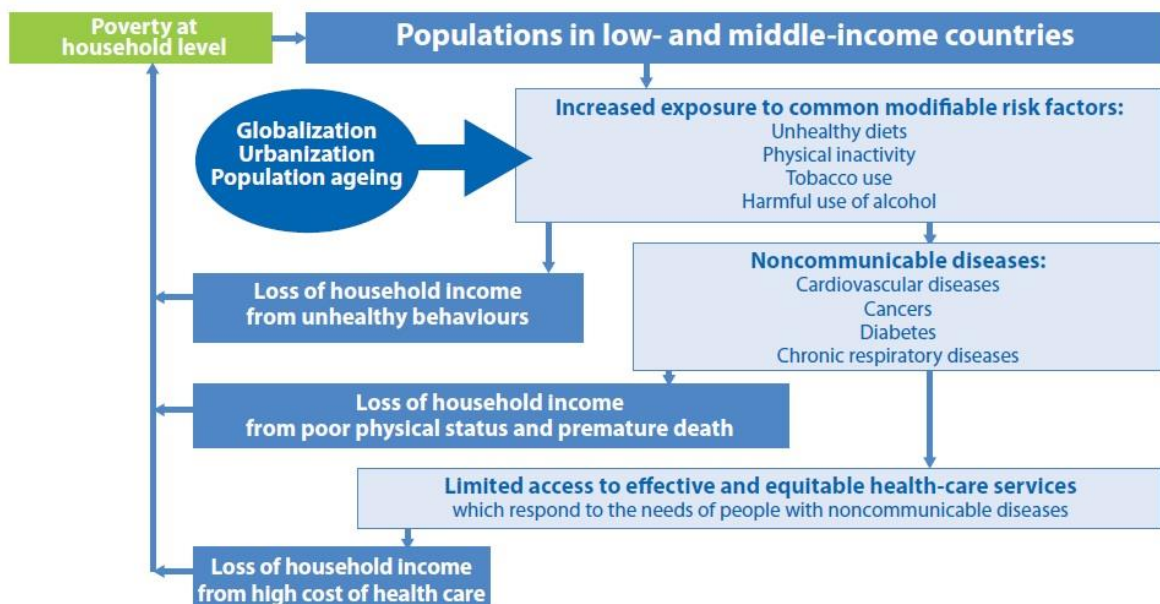 Poverty at
household level
Populations in low- and middle-income countries
Increased exposure to common modifiable risk factors:
Unhealthy diets
Physical inactivity
Tobacco use
Harmful use of alcohol
Globalization
Urbanization
Population ageing
Noncommunicable diseases:
Cardiovascular diseases
Cancers
Diabetes
Chronic respiratory diseases
Loss of household income
from unhealthy behaviours
Loss of household income
from poor physical status and premature death
Limited access to effective and equitable health-care services
which respond to the needs of people with noncommunicable diseases
Loss of household income
from high cost of health care